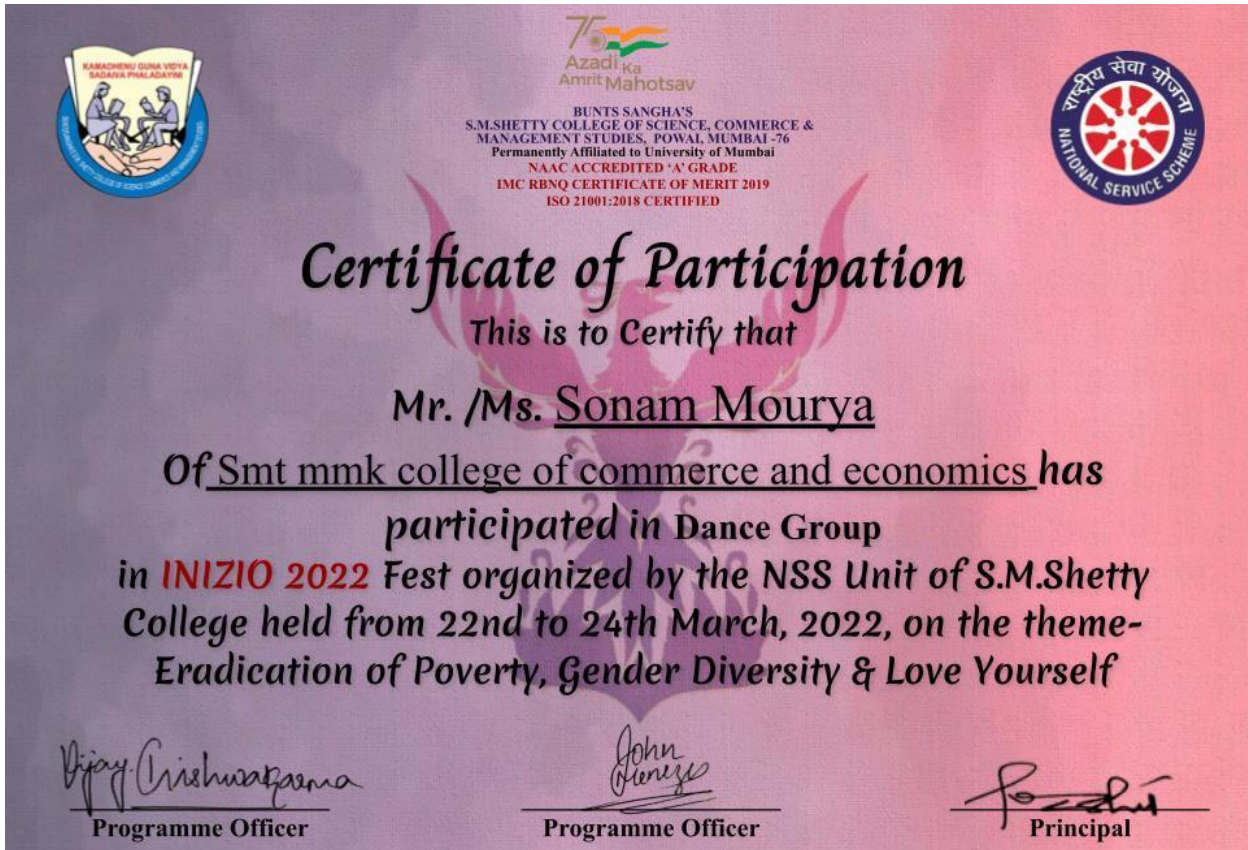 KAMADHENU GUNA VIDYA
SADAIVA PHALADAYINI
75
Azadi Ka
Amrit Mahotsav
BUNTS SANGHA'S
S.M.SHETTY COLLEGE OF SCIENCE, COMMERCE &
MANAGEMENT STUDIES, POWAI, MUMBAI -76
Permanently Affiliated to University of Mumbai
NAAC ACCREDITED 'A' GRADE
IMC RBNQ CERTIFICATE OF MERIT 2019
ISO 21001:2018 CERTIFIED
राष्ट्रीय सेवा योजना
NATIONAL SERVICE SCHEME
Certificate of Participation
This is to Certify that
Mr. /Ms. Sonam Mourya
Of Smt mmk college of commerce and economics has
participated in Dance Group
in INIZIO 2022 Fest organized by the NSS Unit of S.M.Shetty
College held from 22nd to 24th March, 2022, on the theme-
Eradication of Poverty, Gender Diversity & Love Yourself
Vijay. Vishwakarma
John
Menezes
Programme Officer
Programme Officer
Principal